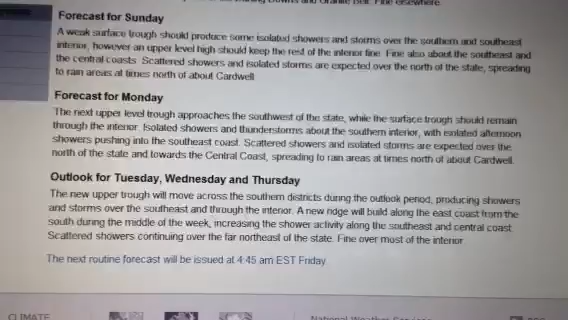 Downs and Granite Belt. Fine elsewhere.
Forecast for Sunday
A weak surface trough should produce some isolated showers and storms over the southern and southeast
interior, however an upper level high should keep the rest of the interior fine. Fine also about the southeast and
the central coasts. Scattered showers and isolated storms are expected over the north of the state, spreading
to rain areas at times north of about Cardwell.
Forecast for Monday
The next upper level trough approaches the southwest of the state, while the surface trough should remain
through the interior. Isolated showers and thunderstorms about the southern interior, with isolated afternoon
showers pushing into the southeast coast. Scattered showers and isolated storms are expected over the
north of the state and towards the Central Coast, spreading to rain areas at times north of about Cardwell.
Outlook for Tuesday, Wednesday and Thursday
The new upper trough will move across the southern districts during the outlook period, producing showers
and storms over the southeast and through the interior. A new ridge will build along the east coast from the
south during the middle of the week, increasing the shower activity along the southeast and central coast.
Scattered showers continuing over the far northeast of the state. Fine over most of the interior.
The next routine forecast will be issued at 4:45 am EST Friday.
CLIMATE
National Weather Services